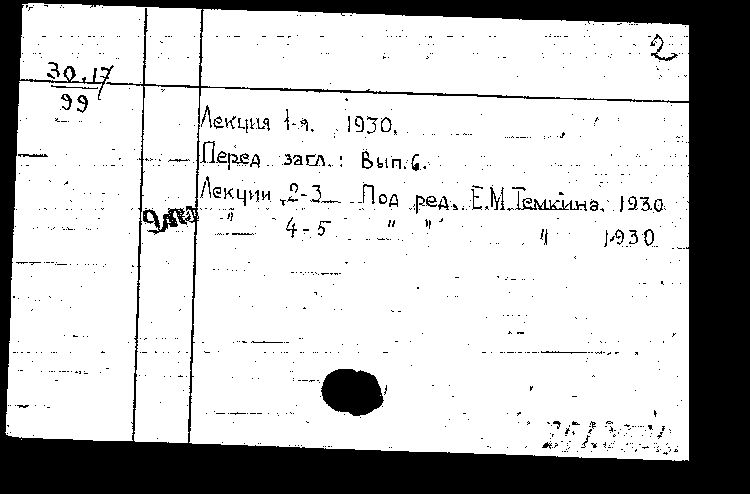 2
30.17
99
Лекция 1-я. 1930.
Перед загл.: Вып. 6.
Лекции 2-3 Под ред. Е.М. Темкина. 1930
" 4-5 " " " 1930